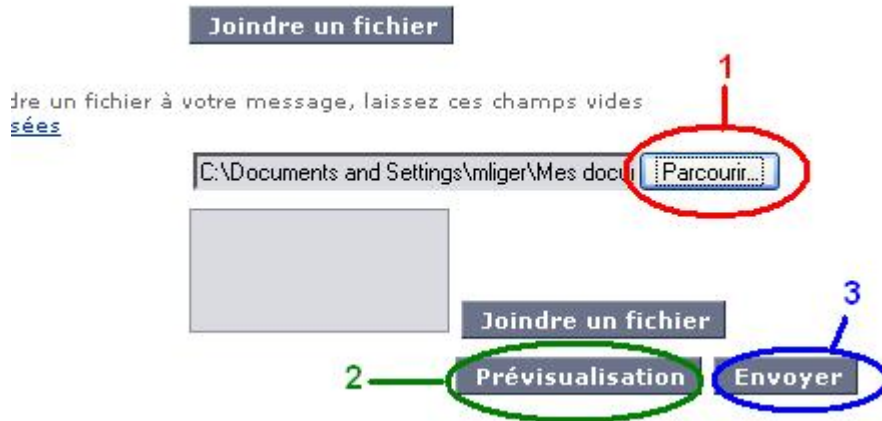 Joindre un fichier
1
dre un fichier à votre message, laissez ces champs vides
sées
C:\Documents and Settings\mliger\Mes docu Parcourir...
3
Joindre un fichier
2 Prévisualisation Envoyer